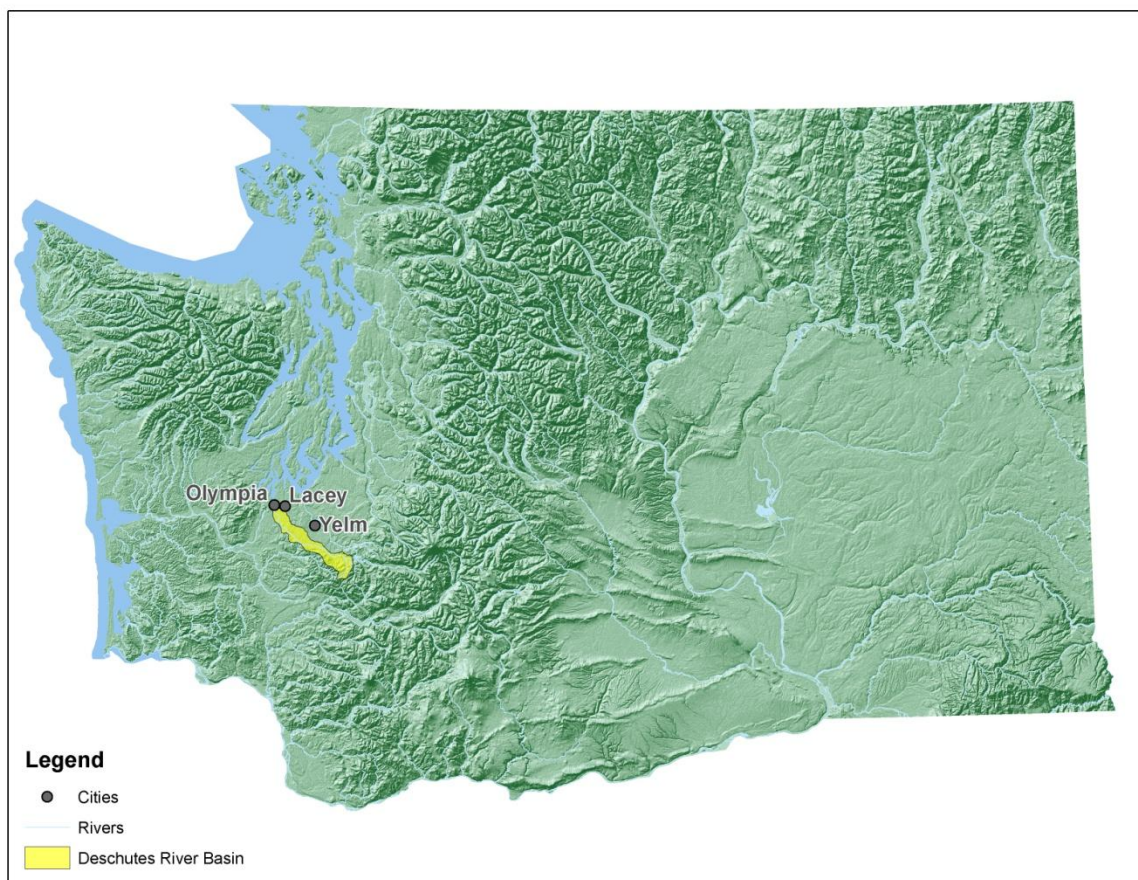 Olympia
Lacey
Yelm
Legend
Cities
Rivers
Deschutes River Basin